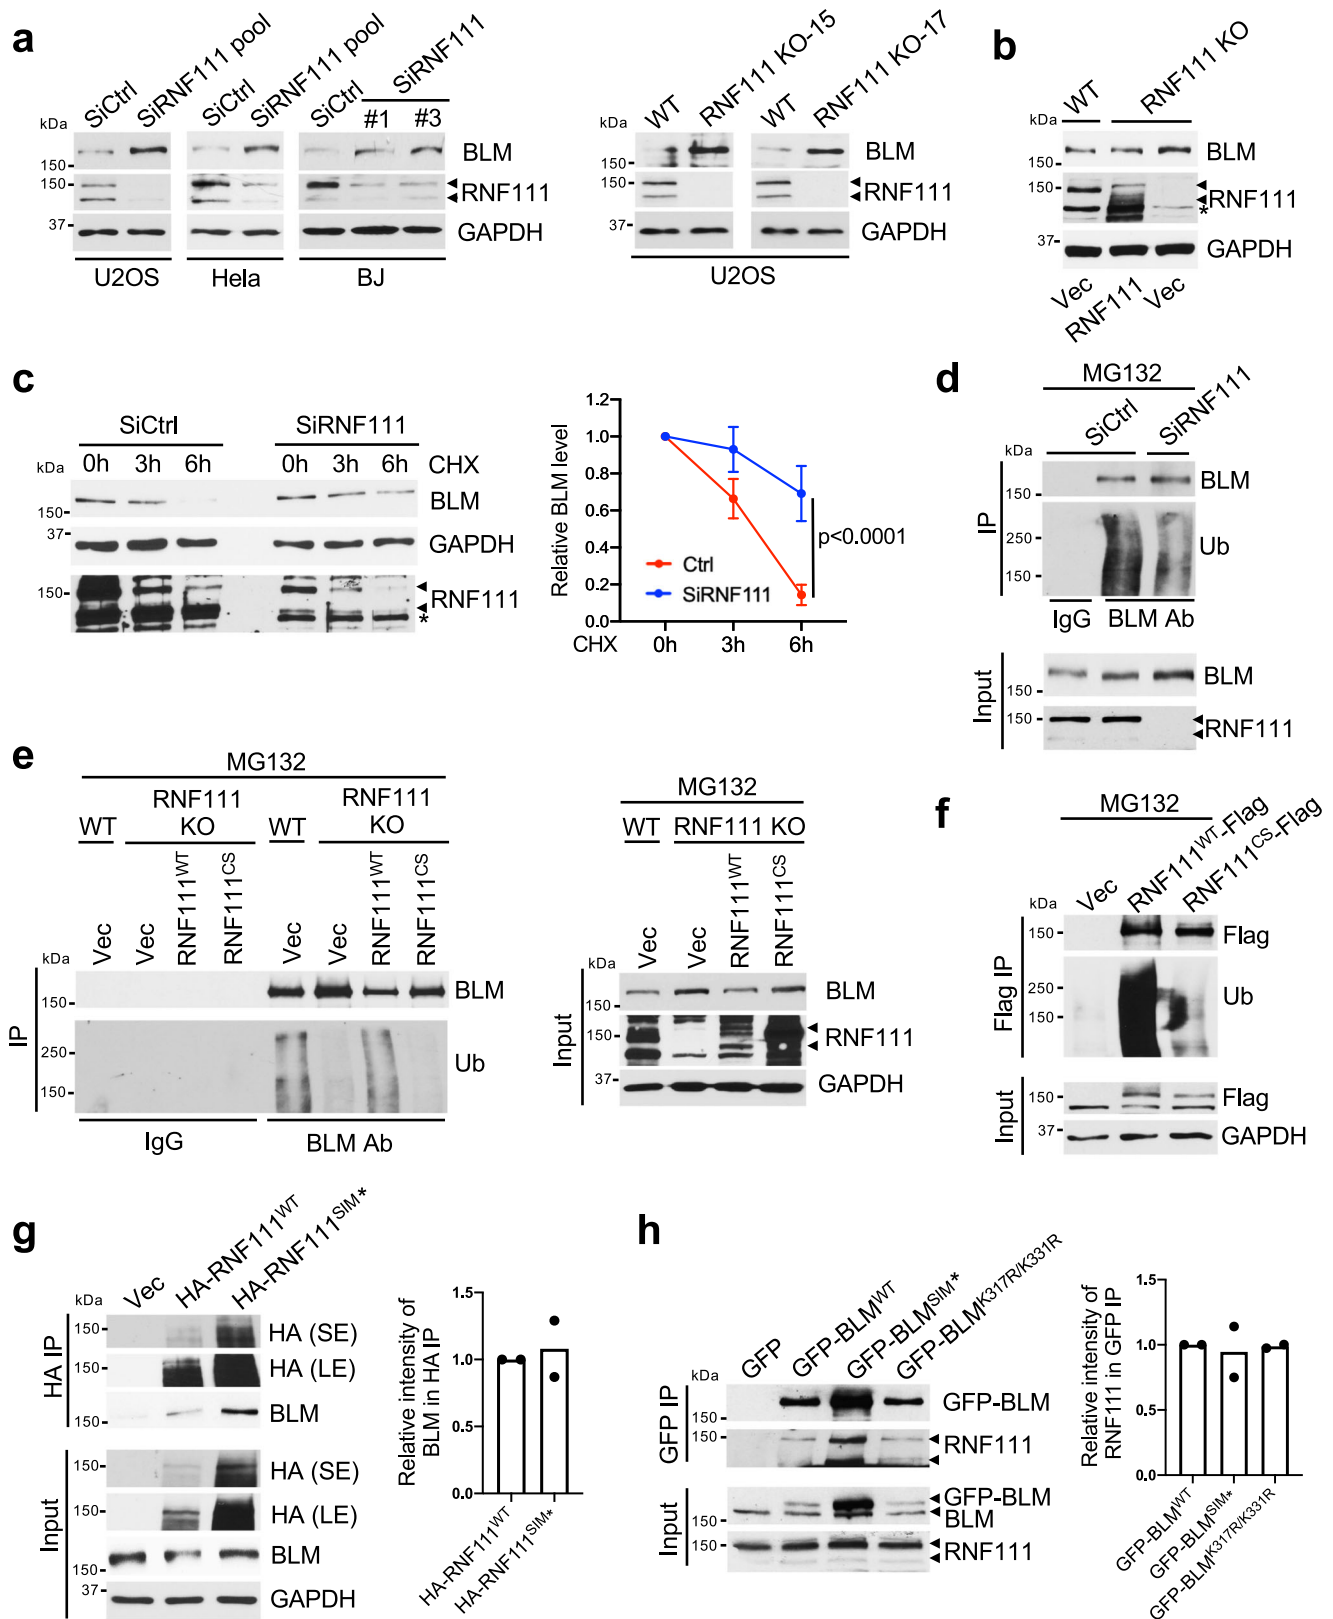 a
SiCtrl
SiRNF111 pool
SiCtrl
SiRNF111 pool
SiCtrl
SiRNF111
#1
#3
WT
RNF111 KO-15
WT
RNF111 KO-17
kDa
150
150
37
BLM
RNF111
GAPDH
U2OS
Hela
BJ
kDa
150
150
37
BLM
RNF111
GAPDH
U2OS
b
WT
RNF111 KO
kDa
150
150
37
BLM
RNF111
*
GAPDH
Vec
RNF111
Vec
c
SiCtrl
SiRNF111
kDa
0h 3h 6h
0h 3h 6h
CHX
150
37
150
BLM
GAPDH
RNF111
*
Relative BLM level
1.2
1.0
0.8
0.6
0.4
0.2
0.0
Ctrl
SiRNF111
p<0.0001
CHX
0h 3h 6h
d
MG132
SiCtrl
SiRNF111
kDa
IP
150
250
150
BLM
Ub
IgG
BLM Ab
Input
150
150
BLM
RNF111
e
MG132
WT
RNF111 KO
WT
RNF111 KO
Vec
Vec
RNF111WT
RNF111CS
Vec
Vec
RNF111WT
RNF111CS
kDa
IP
150
250
150
BLM
Ub
IgG
BLM Ab
MG132
WT
RNF111 KO
Vec
Vec
RNF111WT
RNF111CS
kDa
Input
150
150
37
BLM
RNF111
GAPDH
f
MG132
Vec
RNF111WT-Flag
RNF111CS-Flag
kDa
Flag IP
150
250
150
Flag
Ub
Input
150
37
Flag
GAPDH
g
Vec
HA-RNF111WT
HA-RNF111SIM*
kDa
HA IP
150
150
150
HA (SE)
HA (LE)
BLM
Input
150
150
150
37
HA (SE)
HA (LE)
BLM
GAPDH
Relative intensity of
BLM in HA IP
1.5
1.0
0.5
0.0
HA-RNF111WT
HA-RNF111SIM*
h
GFP
GFP-BLMWT
GFP-BLMSIM*
GFP-BLMK317R/K331R
kDa
GFP IP
150
150
GFP-BLM
RNF111
Input
150
150
GFP-BLM
BLM
RNF111
Relative intensity of
RNF111 in GFP IP
1.5
1.0
0.5
0.0
GFP-BLMWT
GFP-BLMSIM*
GFP-BLMK317R/K331R